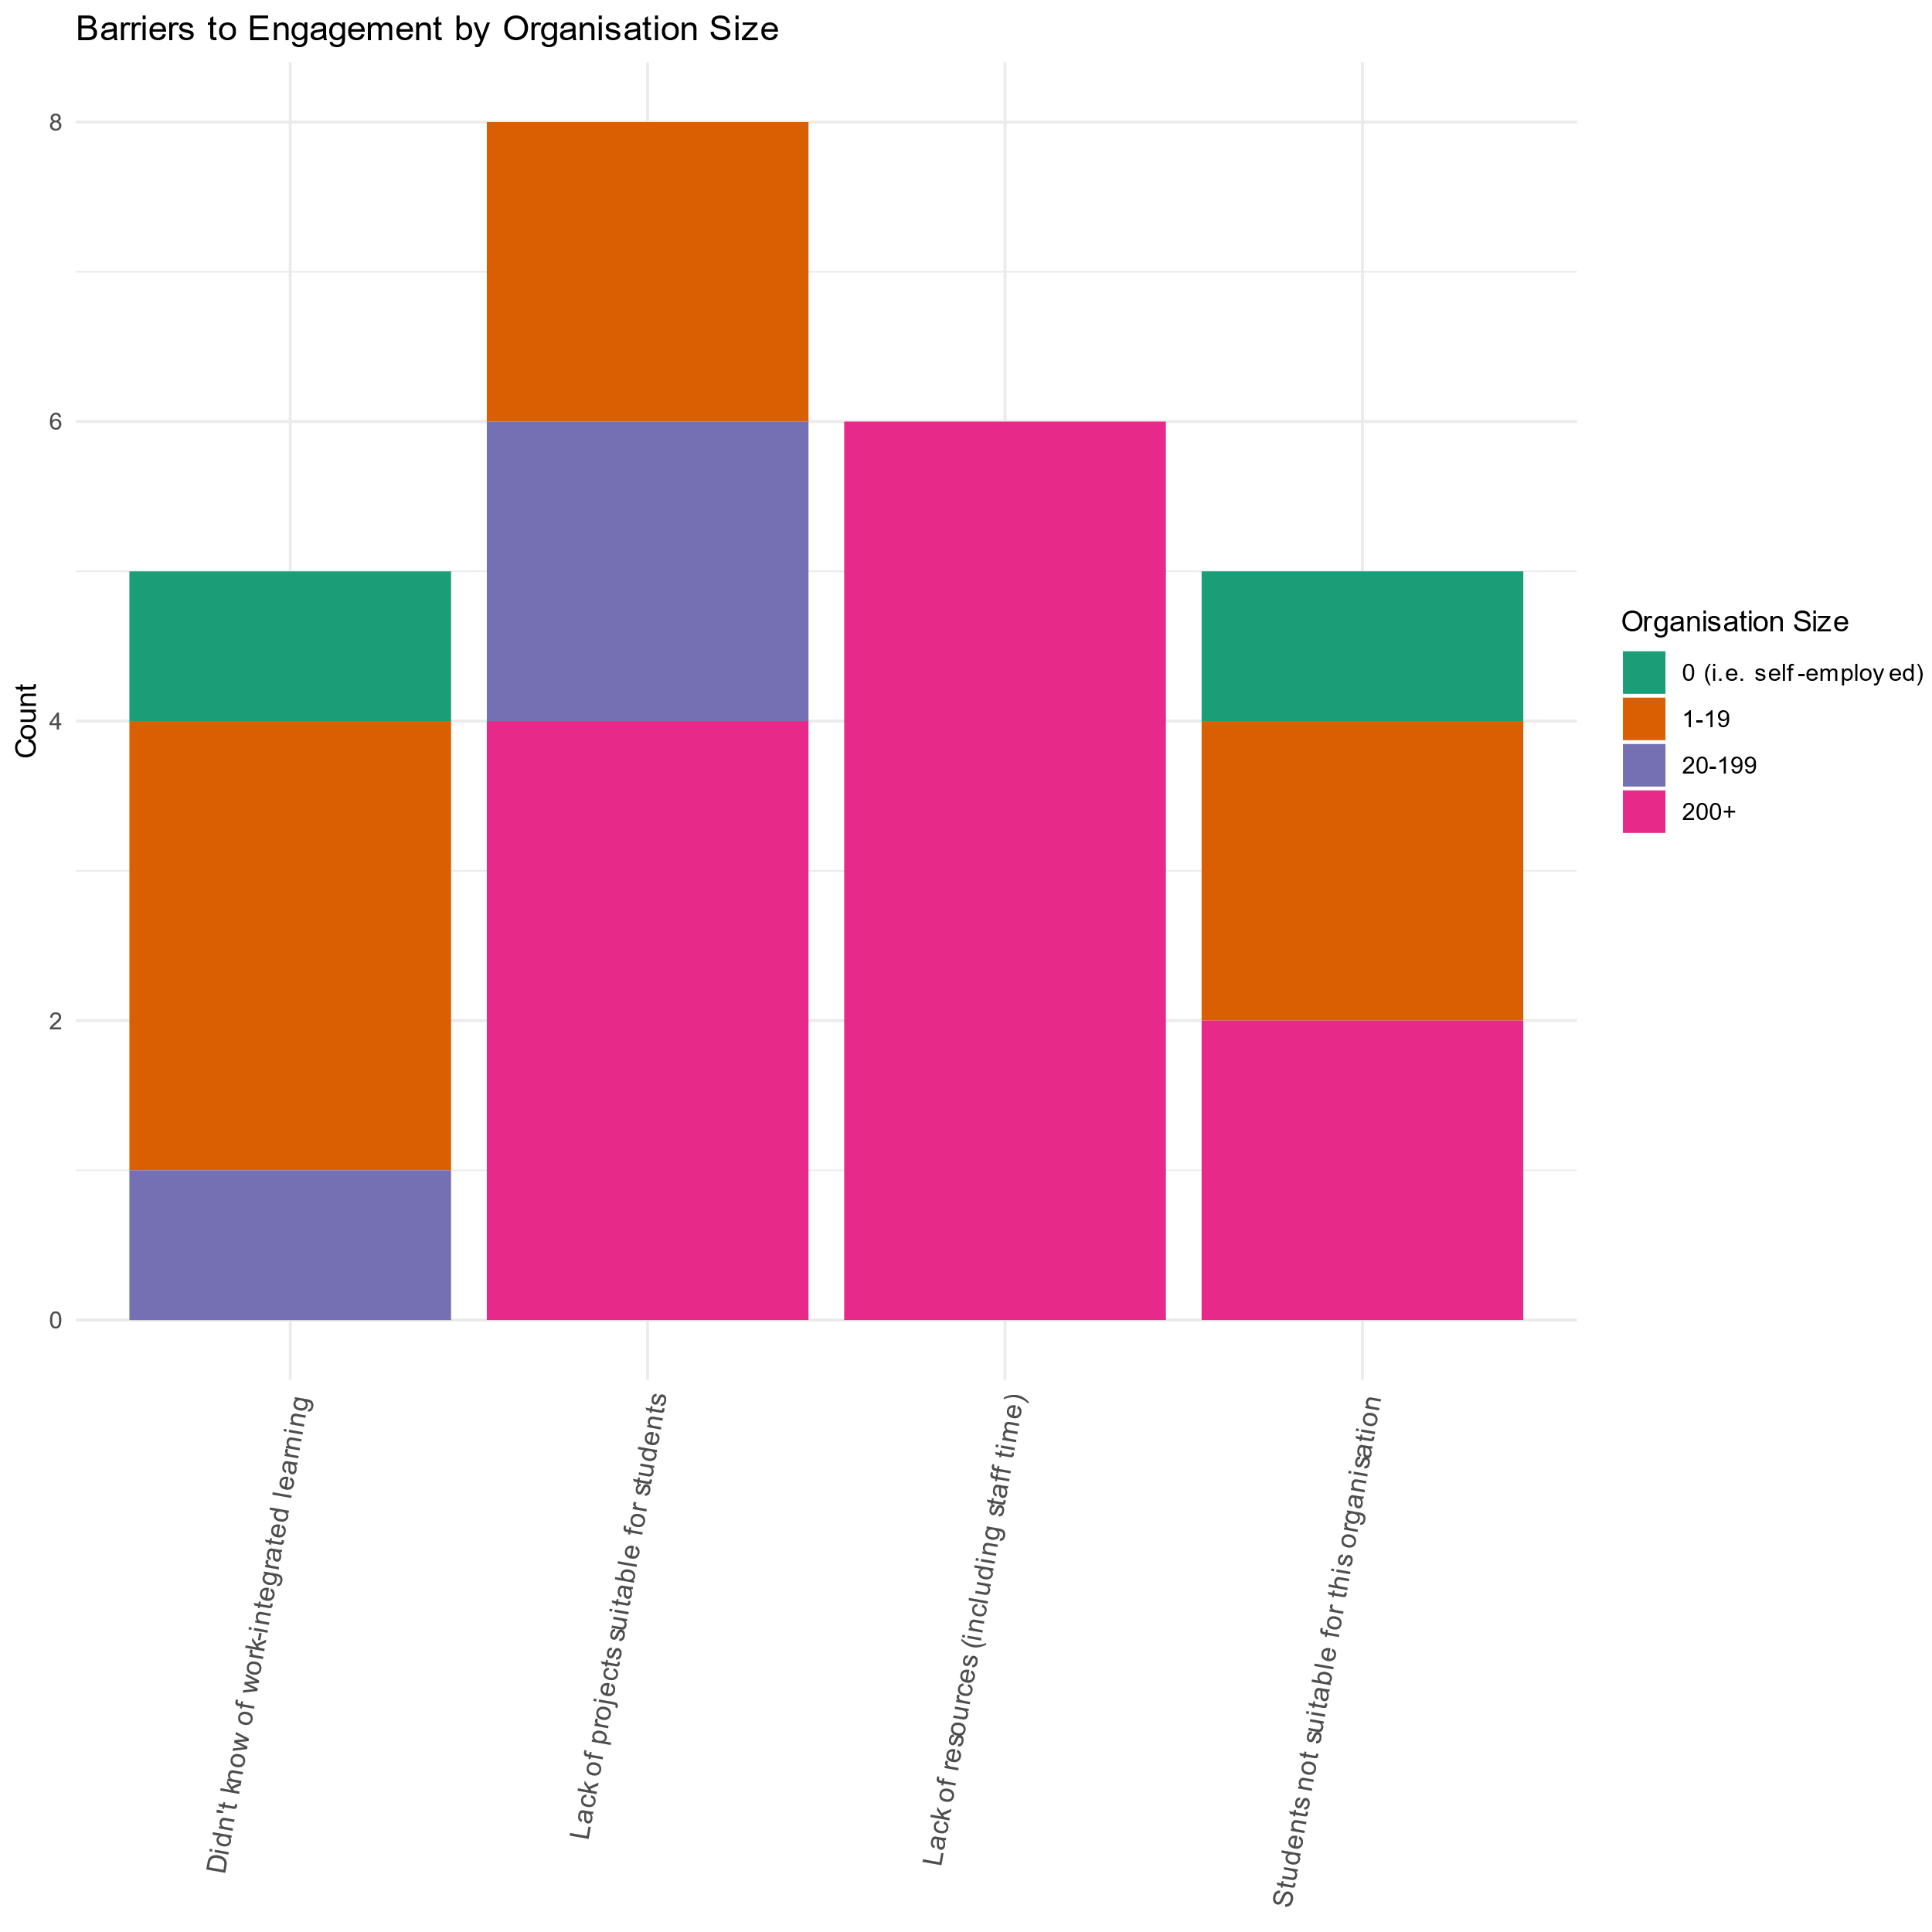 Barriers to Engagement by Organisation Size
Count
8
6
4
2
0
Didn't know of work-integrated learning
Lack of projects suitable for students
Lack of resources (including staff time)
Students not suitable for this organisation
Organisation Size
0 (i.e. self-employed)
1-19
20-199
200+